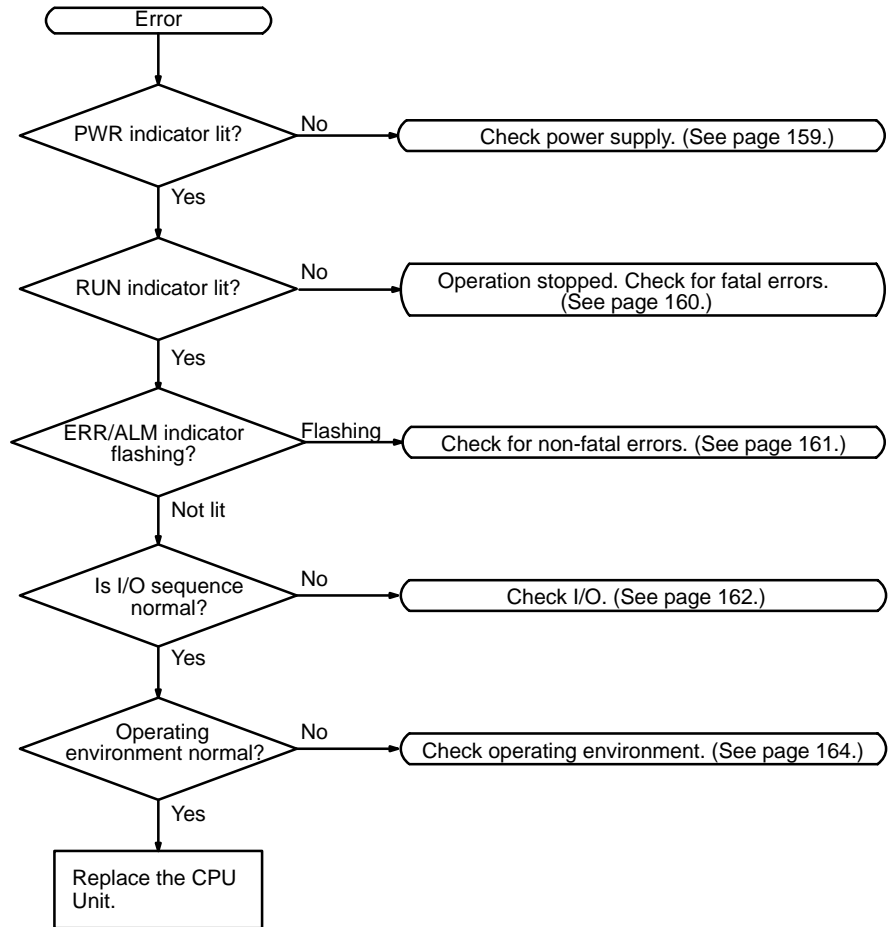 Error
PWR indicator lit?
No
Check power supply. (See page 159.)
Yes
RUN indicator lit?
No
Operation stopped. Check for fatal errors.
(See page 160.)
Yes
ERR/ALM indicator
flashing?
Flashing
Check for non-fatal errors. (See page 161.)
Not lit
Is I/O sequence
normal?
No
Check I/O. (See page 162.)
Yes
Operating
environment normal?
No
Check operating environment. (See page 164.)
Yes
Replace the CPU
Unit.